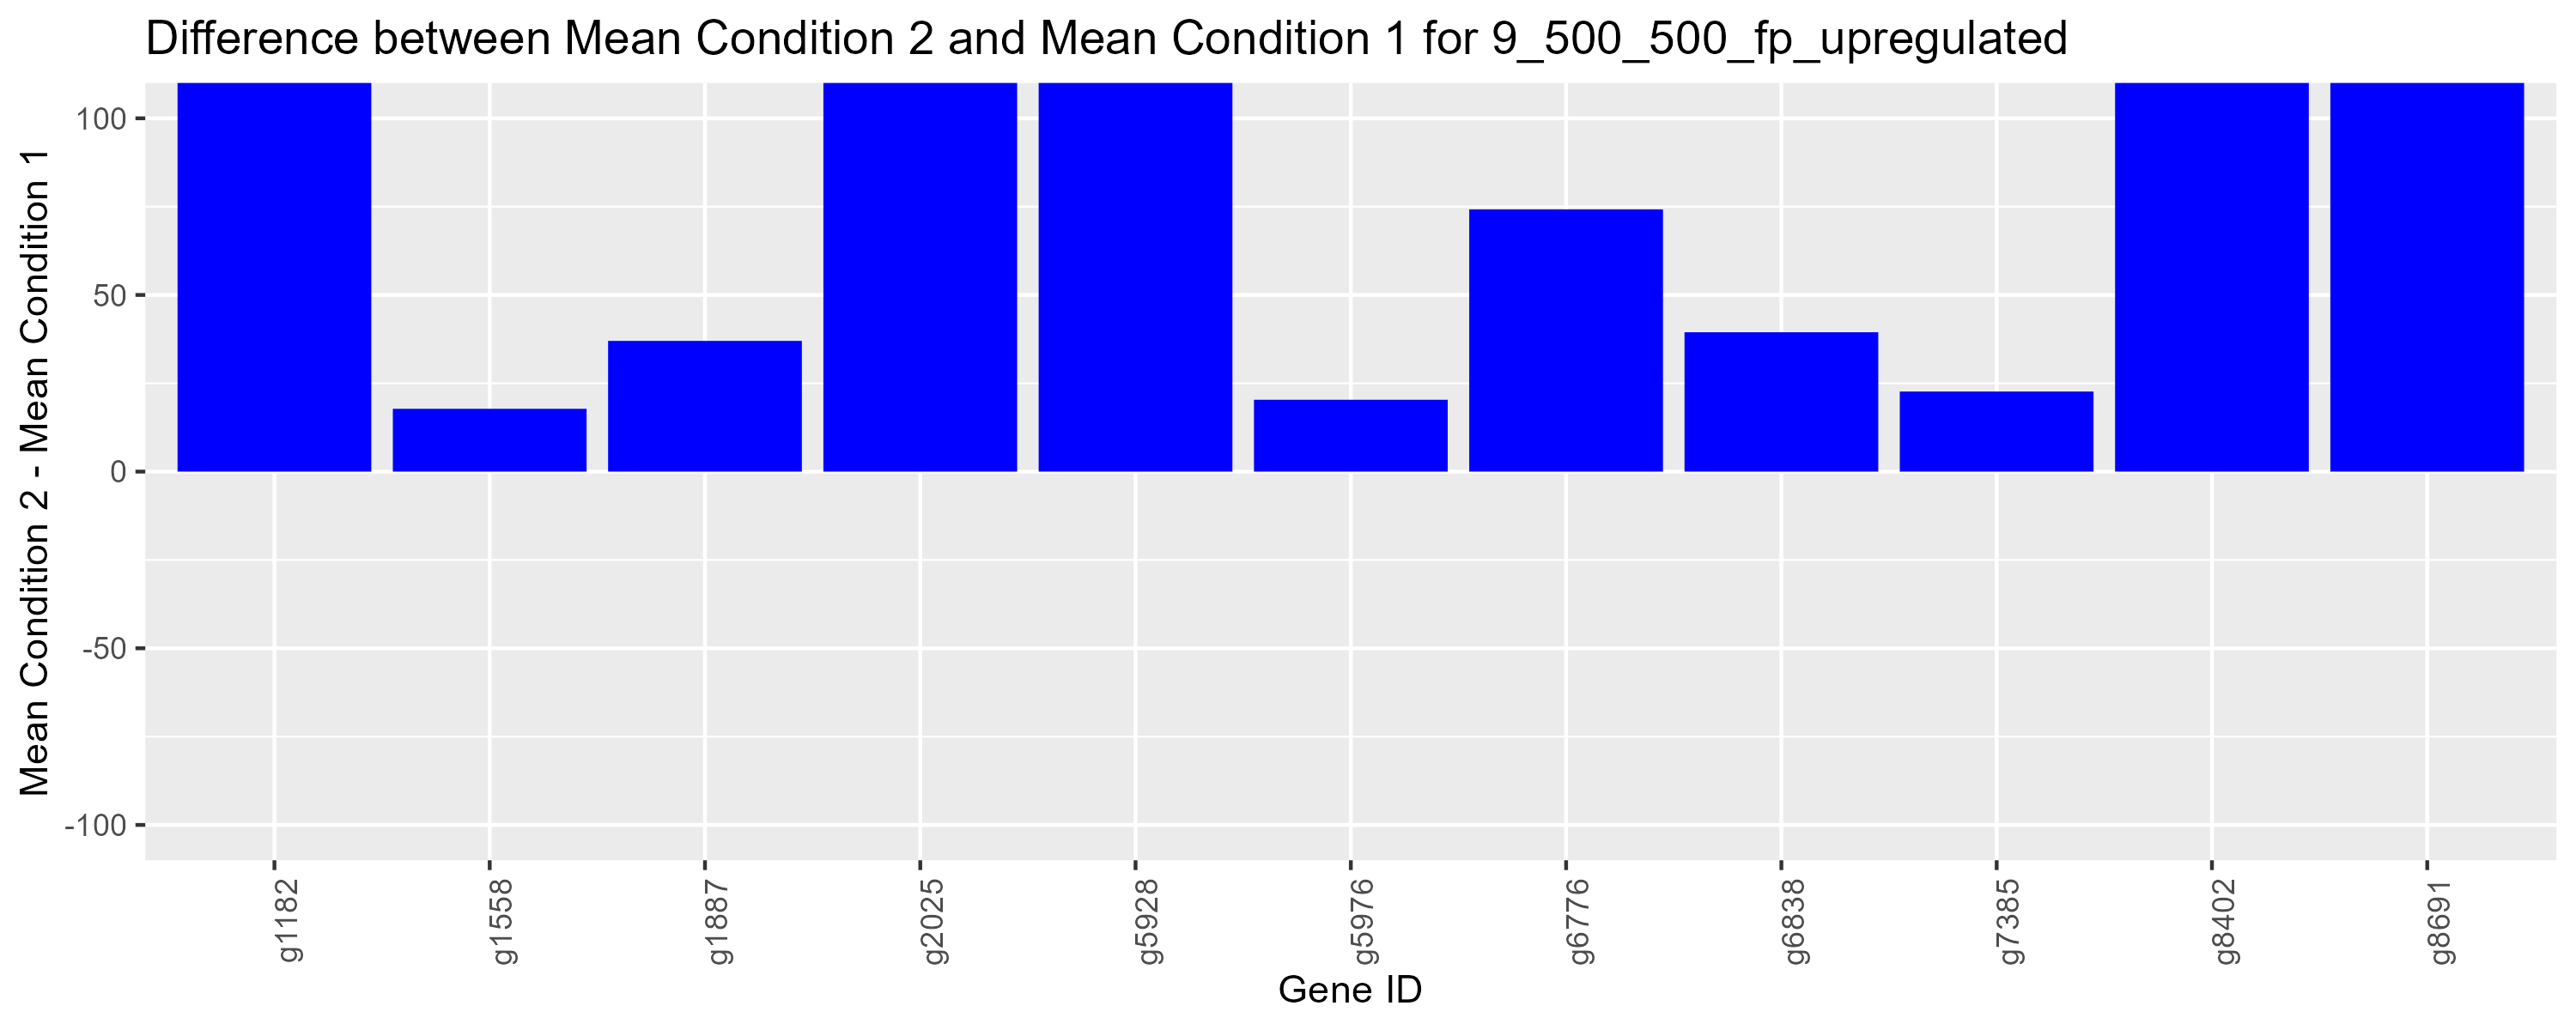 Difference between Mean Condition 2 and Mean Condition 1 for 9_500_500_fp_upregulated
Mean Condition 2 - Mean Condition 1
100
50
0
-50
-100
g1182
g1558
g1887
g2025
g5928
g5976
g6776
g6838
g7385
g8402
g8691
Gene ID